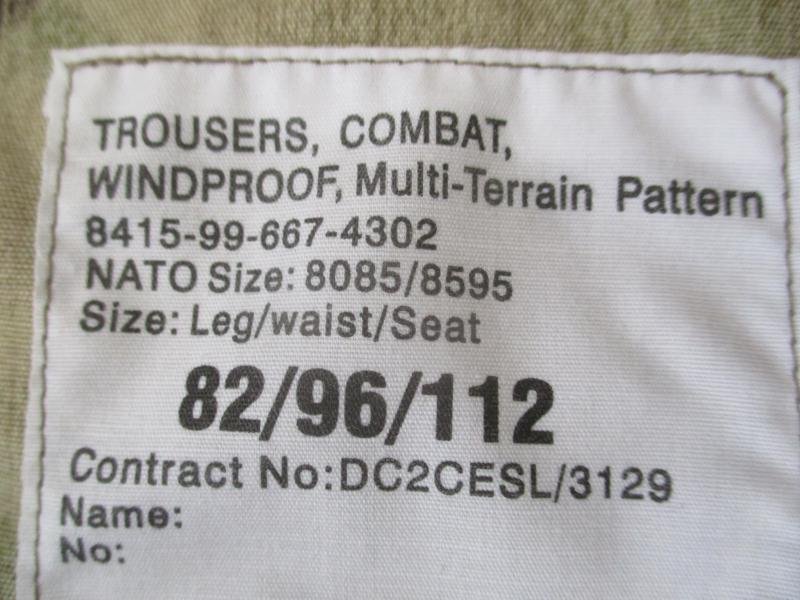 TROUSERS, COMBAT,
WINDPROOF, Multi-Terrain Pattern
8415-99-667-4302
NATO Size: 8085/8595
Size: Leg/waist/Seat
82/96/112
Contract No:DC2CESL/3129
Name:
No: